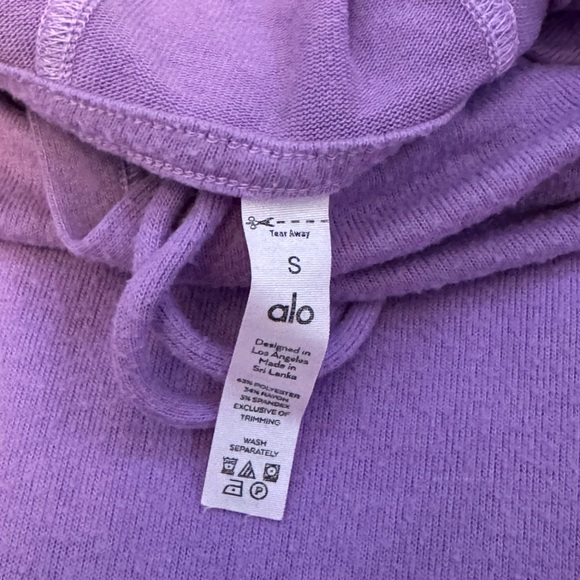 Tear Away
S
alo
Designed in
Los Angeles
Made in
Sri Lanka
63% POLYESTER
34% RAYON
3% SPANDEX
EXCLUSIVE OF
TRIMMING
WASH
SEPARATELY
P